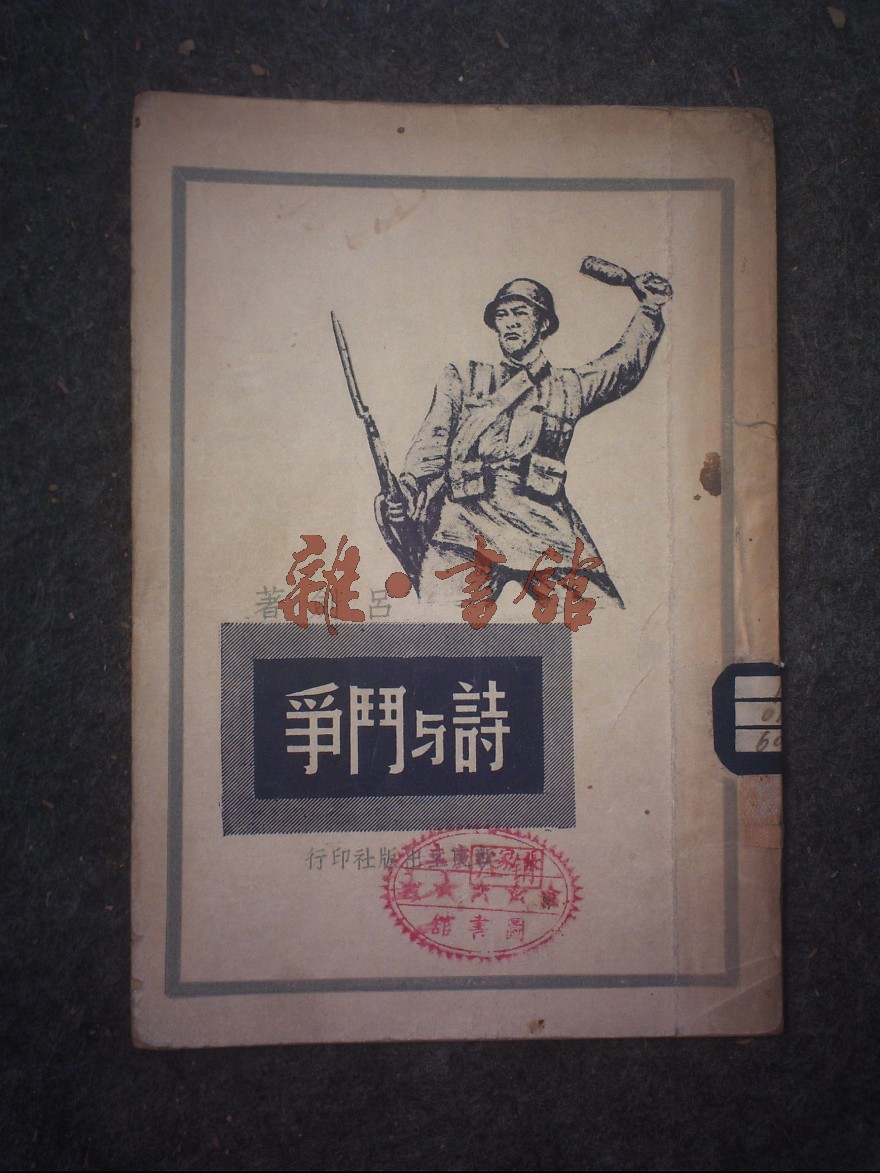 呂 著
雜·書館
詩与鬥爭
出版社印行
圖書館